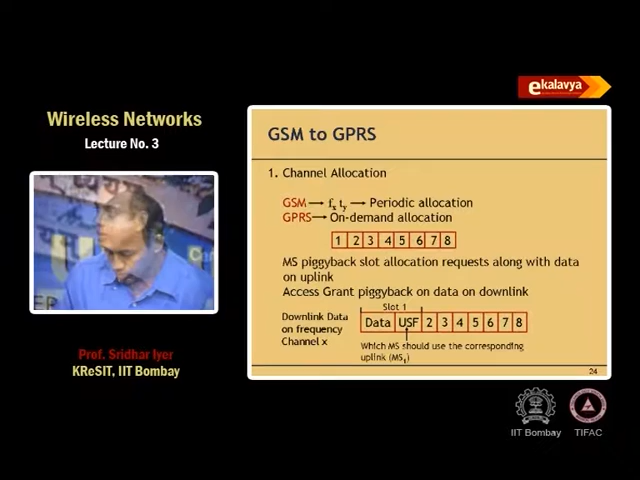 ekalavya
Wireless Networks
Lecture No. 3
GSM to GPRS
1. Channel Allocation
GSM → fx ty → Periodic allocation
GPRS → On-demand allocation
1 2 3 4 5 6 7 8
MS piggyback slot allocation requests along with data
on uplink
Access Grant piggyback on data on downlink
Slot 1
Downlink Data
on frequency
Channel x
Data USF 2 3 4 5 6 7 8
Which MS should use the corresponding
uplink (MS1)
24
Prof. Sridhar Iyer
KReSIT, IIT Bombay
IIT Bombay
TIFAC